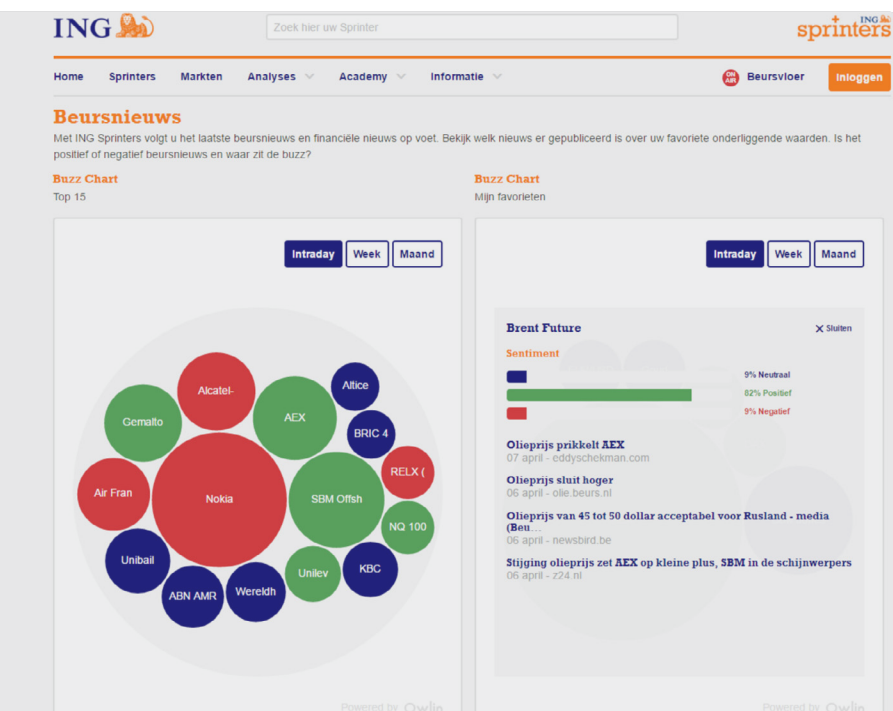 ING
Zoek hier uw Sprinter
ING
sprinters
Home Sprinters Markten Analyses Academy Informatie ON AIR Beursvloer Inloggen
Beursnieuws
Met ING Sprinters volgt u het laatste beursnieuws en financiële nieuws op voet. Bekijk welk nieuws er gepubliceerd is over uw favoriete onderliggende waarden. Is het
positief of negatief beursnieuws en waar zit de buzz?
Buzz Chart
Top 15
Intraday Week Maand
Altice
Alcatel-
Gemalto
AEX
BRIC 4
RELX (
Air Fran
Nokia
SBM Offsh
NQ 100
Unibail
KBC
Unilev
Wereldh
ABN AMR
Powered by Owlin
Buzz Chart
Mijn favorieten
Intraday Week Maand
Brent Future
Sluiten
Sentiment
9% Neutraal
82% Positief
9% Negatief
Olieprijs prikkelt AEX
07 april - eddyschekman.com
Olieprijs sluit hoger
06 april - olie.beurs.nl
Olieprijs van 45 tot 50 dollar acceptabel voor Rusland - media
(Beu...
06 april - newsbird.be
Stijging olieprijs zet AEX op kleine plus, SBM in de schijnwerpers
06 april - z24.nl
Powered by Owlin